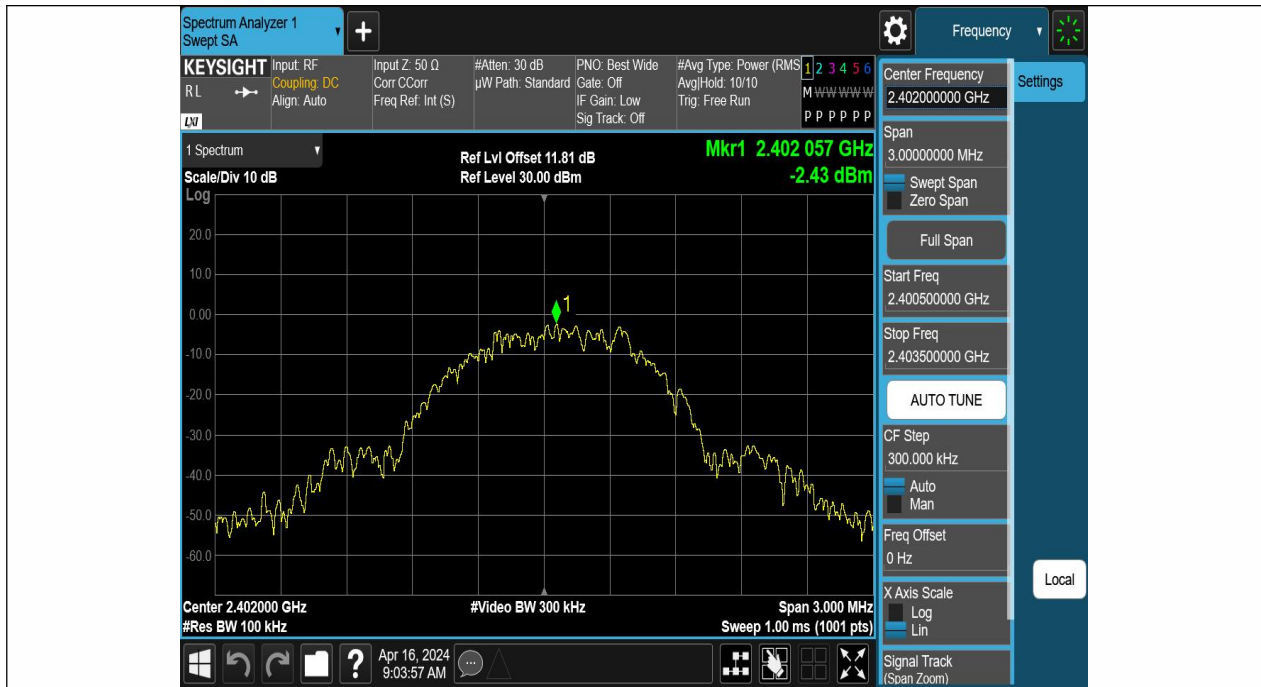 Spectrum Analyzer 1
Swept SA
+
Frequency
KEYSIGHT
RL
LXI
Input: RF
Coupling: DC
Align: Auto
Input Z: 50 Ω
Corr CCorr
Freq Ref: Int (S)
#Atten: 30 dB
µW Path: Standard
PNO: Best Wide
Gate: Off
IF Gain: Low
Sig Track: Off
#Avg Type: Power (RMS
Avg|Hold: 10/10
Trig: Free Run
1 2 3 4 5 6
M W W W W W
P P P P P P
1 Spectrum
Scale/Div 10 dB
Log
Ref Lvl Offset 11.81 dB
Ref Level 30.00 dBm
Mkr1 2.402 057 GHz
-2.43 dBm
20.0
10.0
0.00
-10.0
-20.0
-30.0
-40.0
-50.0
-60.0
1
Center 2.402000 GHz
#Res BW 100 kHz
#Video BW 300 kHz
Span 3.000 MHz
Sweep 1.00 ms (1001 pts)
Center Frequency
2.402000000 GHz
Settings
Span
3.00000000 MHz
Swept Span
Zero Span
Full Span
Start Freq
2.400500000 GHz
Stop Freq
2.403500000 GHz
AUTO TUNE
CF Step
300.000 kHz
Auto
Man
Freq Offset
0 Hz
Local
X Axis Scale
Log
Lin
Signal Track
(Span Zoom)
?
Apr 16, 2024
9:03:57 AM